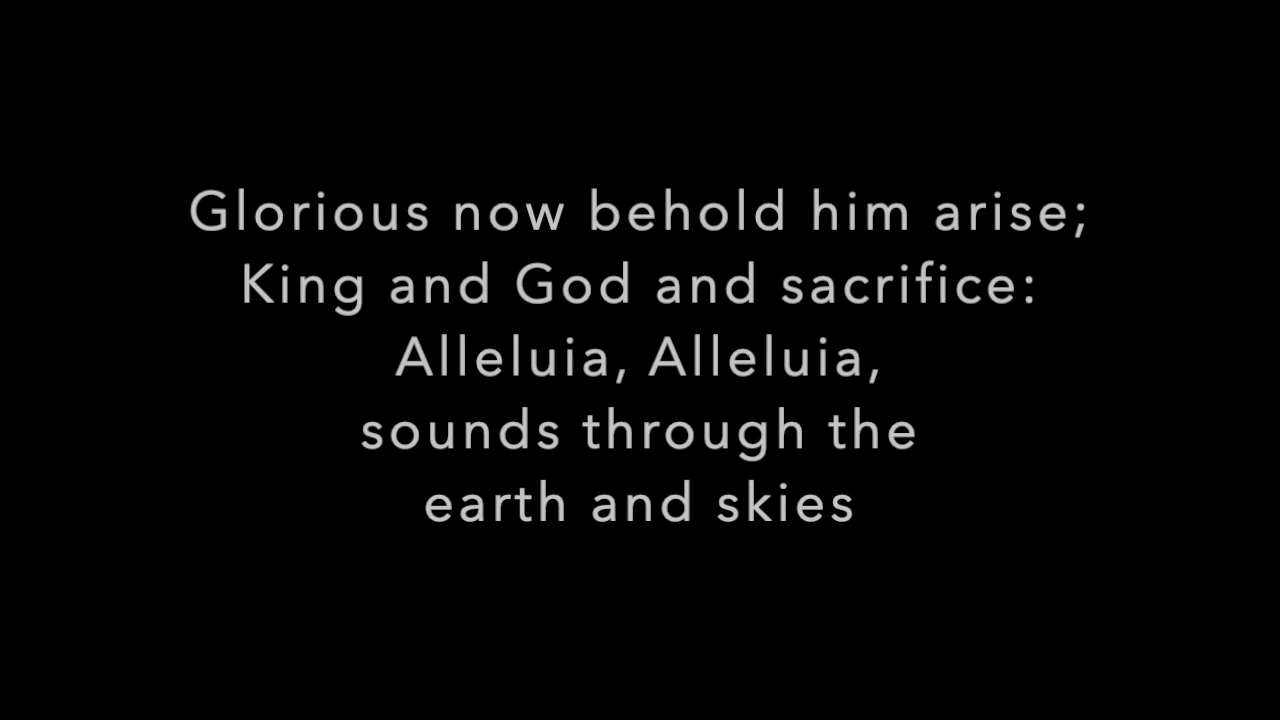 Glorious now behold him arise;
King and God and sacrifice:
Alleluia, Alleluia,
sounds through the
earth and skies